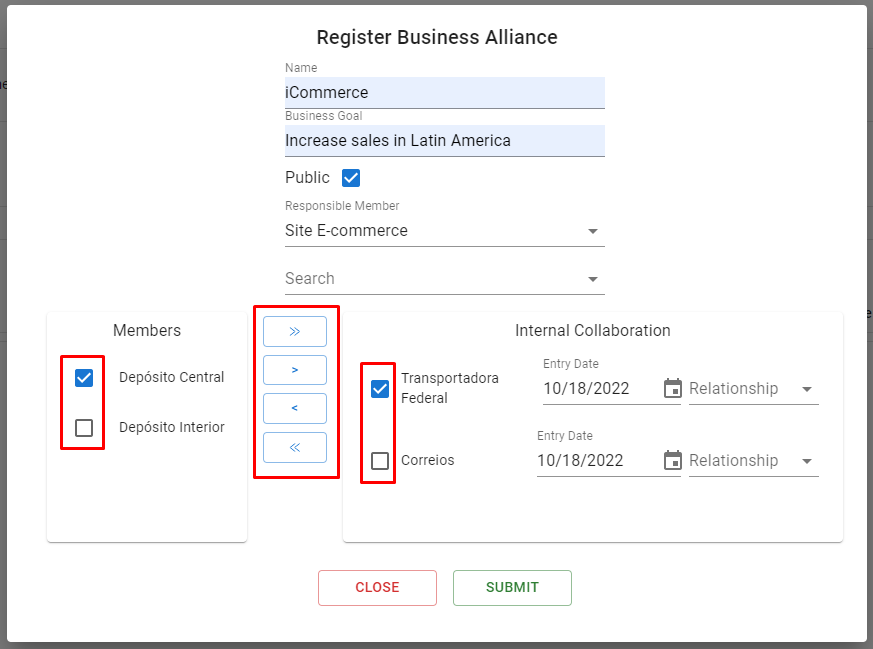 Register Business Alliance
Name
iCommerce
Business Goal
Increase sales in Latin America
Public
Responsible Member
Site E-commerce
Search
Members
Depósito Central
Depósito Interior
»
>
<
«
Internal Collaboration
Transportadora
Federal
Entry Date
10/18/2022
Relationship
Correios
Entry Date
10/18/2022
Relationship
CLOSE
SUBMIT